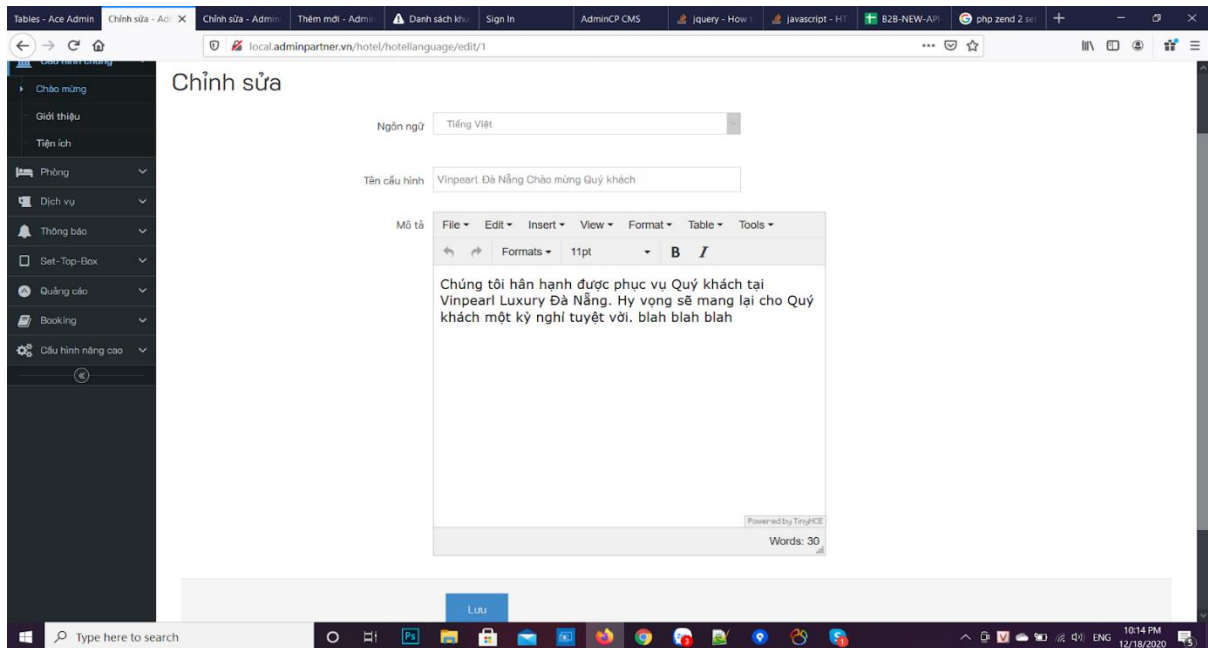 Tables - Ace Admin
Chỉnh sửa - Adr
Chỉnh sửa - Admin
Thêm mới - Admin
Danh sách khu
Sign In
AdminCP CMS
jquery - How t
javascript - HT
B2B-NEW-API
php zend 2 set
local.adminpartner.vn/hotel/hotellanguage/edit/1
Cấu hình chung
Chào mừng
Giới thiệu
Tiện ích
Phòng
Dịch vụ
Thông báo
Set-Top-Box
Quảng cáo
Booking
Cấu hình nâng cao
Chỉnh sửa
Ngôn ngữ
Tiếng Việt
Tên cấu hình
Vinpearl Đà Nẵng Chào mừng Quý khách
Mô tả
File Edit Insert View Format Table Tools
Formats 11pt B I
Chúng tôi hân hạnh được phục vụ Quý khách tại
Vinpearl Luxury Đà Nẵng. Hy vọng sẽ mang lại cho Quý
khách một kỳ nghỉ tuyệt vời. blah blah blah
Powered by TinyMCE
Words: 30
Lưu
Type here to search
Ps
ENG
10:14 PM
12/18/2020